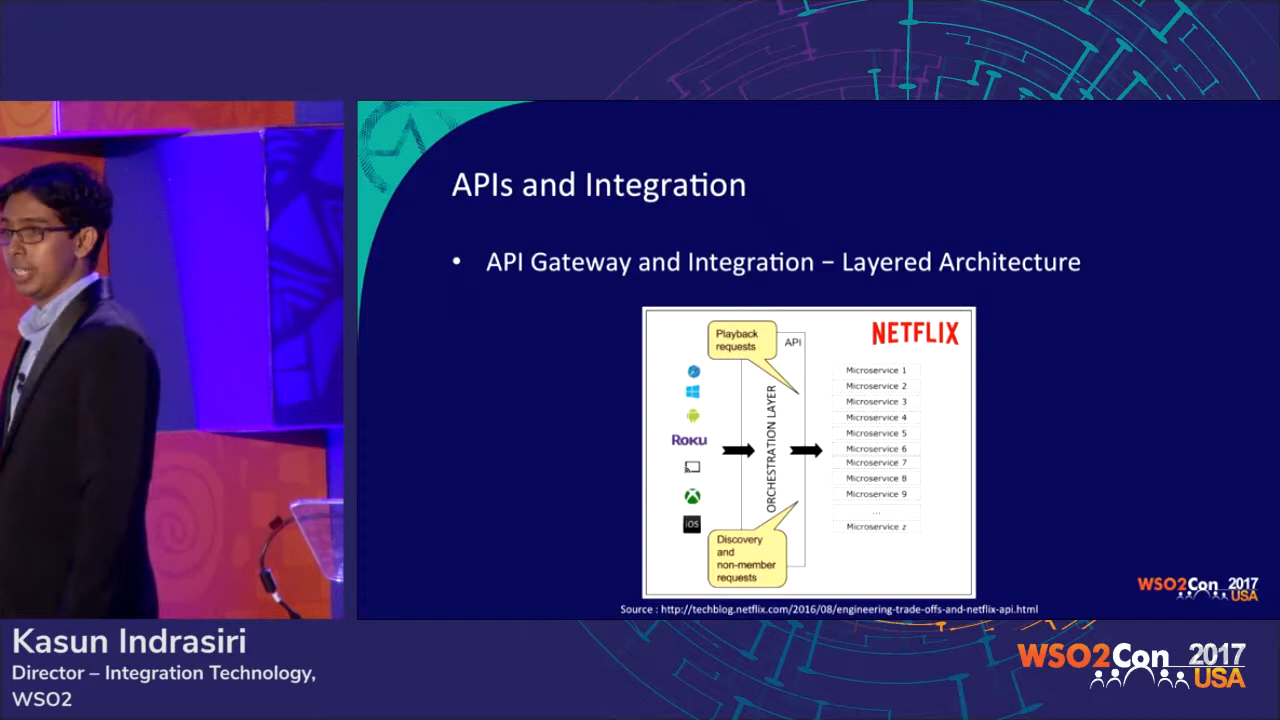 APIs and Integration
• API Gateway and Integration – Layered Architecture
NETFLIX
Playback
requests
API
ORCHESTRATION LAYER
Roku
iOS
Discovery
and
non-member
requests
Microservice 1
Microservice 2
Microservice 3
Microservice 4
Microservice 5
Microservice 6
Microservice 7
Microservice 8
Microservice 9
...
Microservice z
Source : http://techblog.netflix.com/2016/08/engineering-trade-offs-and-netflix-api.html
WSO2Con 2017
USA
Kasun Indrasiri
Director – Integration Technology,
WSO2
WSO2Con 2017
USA